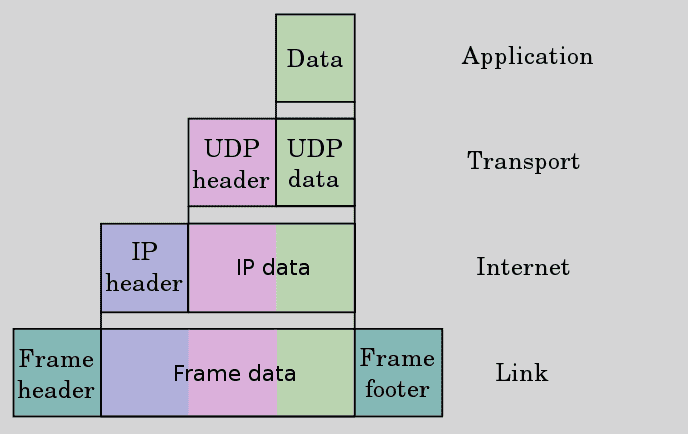 Data
Application
UDP
header
UDP
data
Transport
IP
header
IP data
Internet
Frame
header
Frame data
Frame
footer
Link